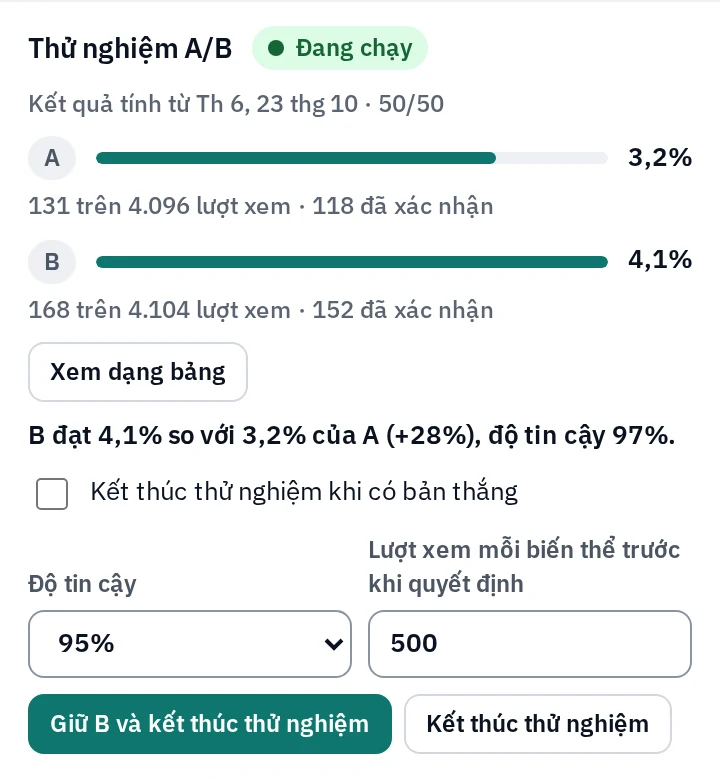 Thử nghiệm A/B Đang chạy
Kết quả tính từ Th 6, 23 thg 10 · 50/50
A 3,2%
131 trên 4.096 lượt xem · 118 đã xác nhận
B 4,1%
168 trên 4.104 lượt xem · 152 đã xác nhận
Xem dạng bảng
B đạt 4,1% so với 3,2% của A (+28%), độ tin cậy 97%.
Kết thúc thử nghiệm khi có bản thắng
Độ tin cậy
95%
Lượt xem mỗi biến thể trước
khi quyết định
500
Giữ B và kết thúc thử nghiệm Kết thúc thử nghiệm